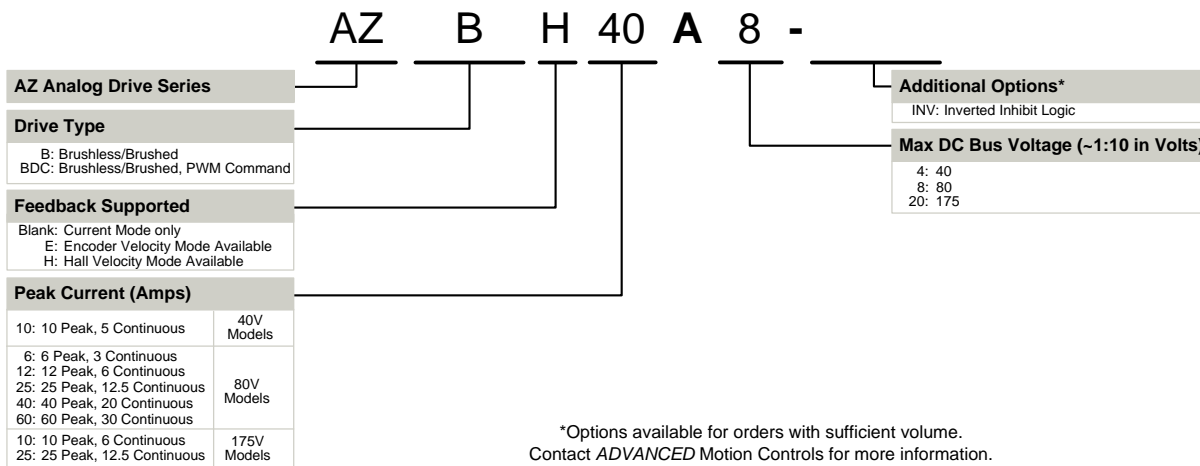 AZ B H 40 A 8 -
AZ Analog Drive Series
Drive Type
B: Brushless/Brushed
BDC: Brushless/Brushed, PWM Command
Feedback Supported
Blank: Current Mode only
E: Encoder Velocity Mode Available
H: Hall Velocity Mode Available
Peak Current (Amps)
10: 10 Peak, 5 Continuous
40V
Models
6: 6 Peak, 3 Continuous
12: 12 Peak, 6 Continuous
25: 25 Peak, 12.5 Continuous
40: 40 Peak, 20 Continuous
60: 60 Peak, 30 Continuous
80V
Models
10: 10 Peak, 6 Continuous
25: 25 Peak, 12.5 Continuous
175V
Models
Additional Options*
INV: Inverted Inhibit Logic
Max DC Bus Voltage (~1:10 in Volts)
4: 40
8: 80
20: 175
*Options available for orders with sufficient volume.
Contact ADVANCED Motion Controls for more information.